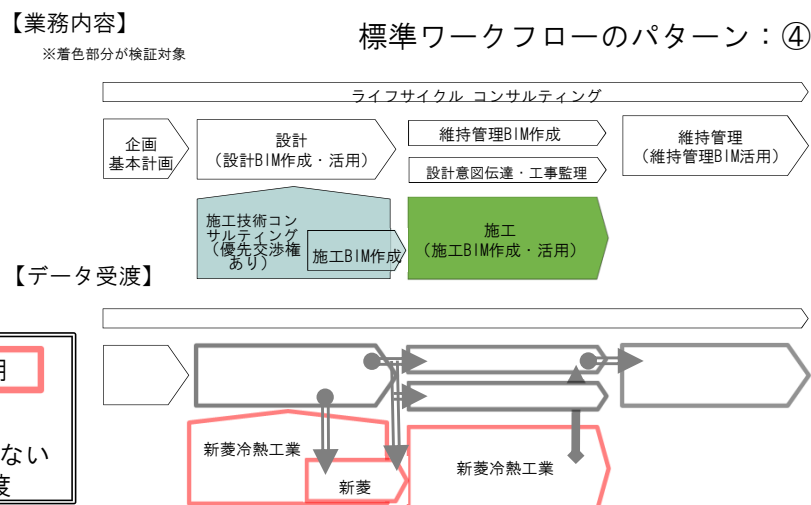 【業務内容】
※着色部分が検証対象
標準ワークフローのパターン：④
ライフサイクル コンサルティング
企画
基本計画
設計
（設計BIM作成・活用）
維持管理BIM作成
設計意図伝達・工事監理
維持管理
（維持管理BIM活用）
施工技術コン
サルティング
（優先交渉権
あり）
施工BIM作成
施工
（施工BIM作成・活用）
【データ受渡】
ない
新菱冷熱工業
新菱
新菱冷熱工業